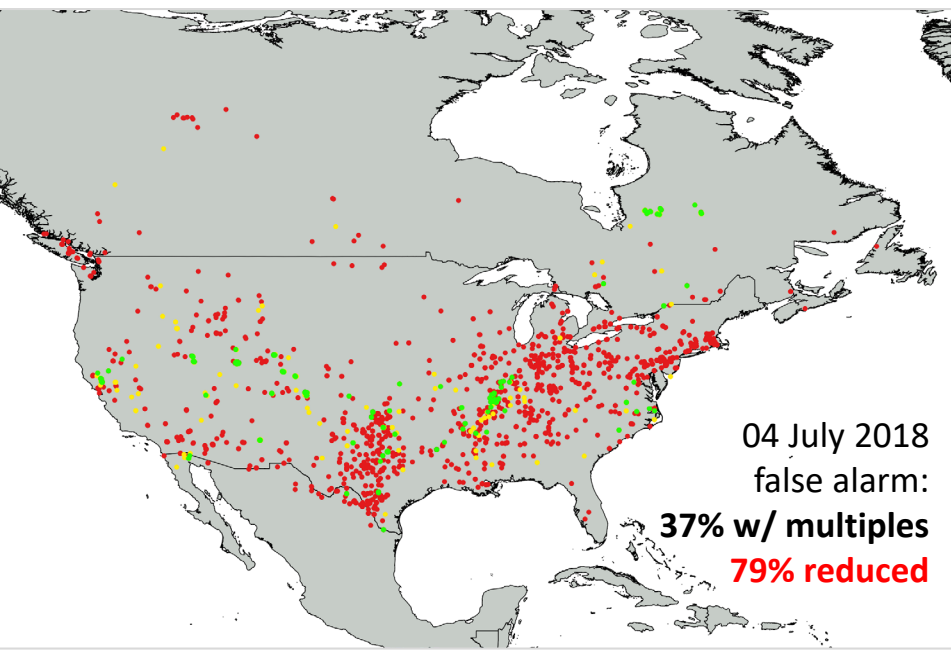 04 July 2018
false alarm:
37% w/ multiples
79% reduced